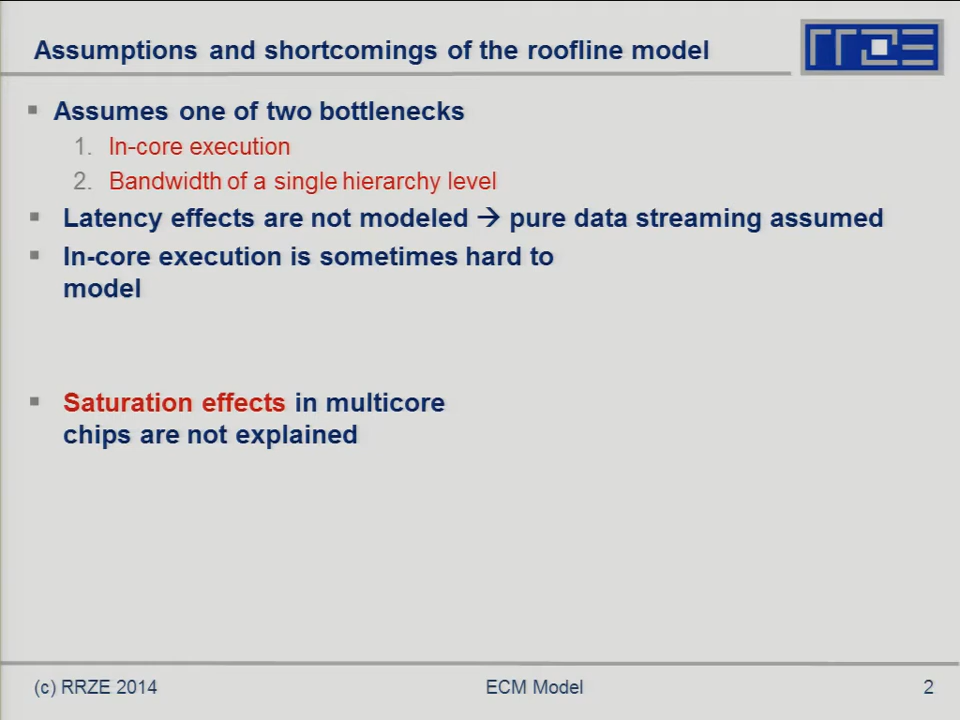 Assumptions and shortcomings of the roofline model
RRZE
▪ Assumes one of two bottlenecks
1. In-core execution
2. Bandwidth of a single hierarchy level
▪ Latency effects are not modeled → pure data streaming assumed
▪ In-core execution is sometimes hard to
model
▪ Saturation effects in multicore
chips are not explained
(c) RRZE 2014 ECM Model 2